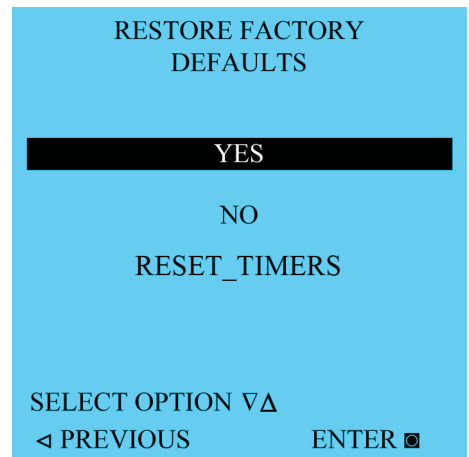 RESTORE FACTORY
DEFAULTS
YES
NO
RESET_TIMERS
SELECT OPTION ∇Δ
⊲ PREVIOUS ENTER ◙